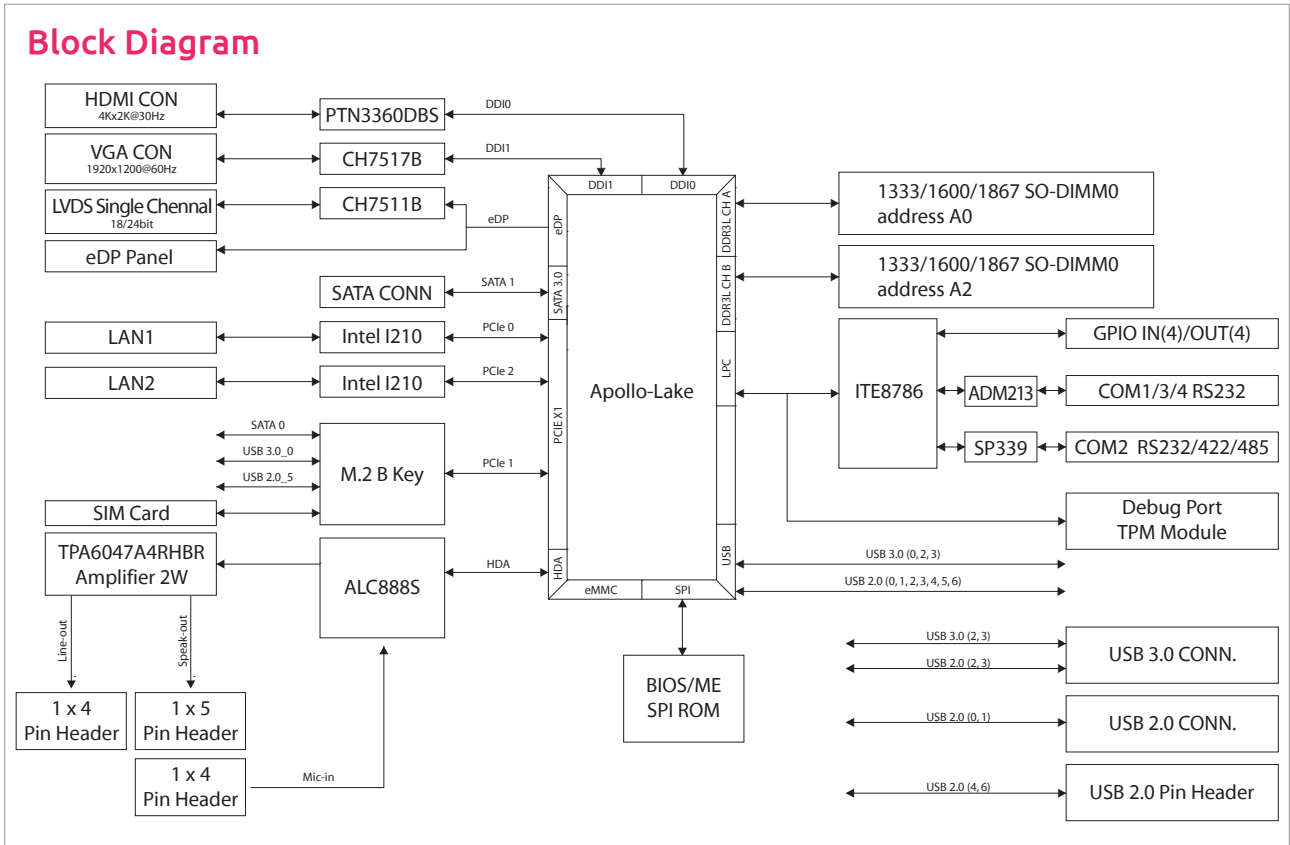 Block Diagram
HDMI CON
4Kx2K@30Hz
PTN3360DBS
DDI0
VGA CON
1920x1200@60Hz
CH7517B
DDI1
LVDS Single Chennal
18/24bit
CH7511B
eDP
eDP Panel
SATA CONN
SATA 1
LAN1
Intel I210
PCIe 0
LAN2
Intel I210
PCIe 2
SATA 0
USB 3.0_0
USB 2.0_5
M.2 B Key
PCIe 1
SIM Card
TPA6047A4RHBR
Amplifier 2W
ALC888S
HDA
Line-out
Speak-out
1 x 4
Pin Header
1 x 5
Pin Header
1 x 4
Pin Header
Mic-in
DDI1
DDI0
eDP
SATA 3.0
PCIE X1
HDA
Apollo-Lake
DDR3L CH A
DDR3L CH B
LPC
USB
eMMC
SPI
BIOS/ME
SPI ROM
1333/1600/1867 SO-DIMM0
address A0
1333/1600/1867 SO-DIMM0
address A2
ITE8786
GPIO IN(4)/OUT(4)
ADM213
COM1/3/4 RS232
SP339
COM2 RS232/422/485
Debug Port
TPM Module
USB 3.0 (0, 2, 3)
USB 2.0 (0, 1, 2, 3, 4, 5, 6)
USB 3.0 (2, 3)
USB 2.0 (2, 3)
USB 3.0 CONN.
USB 2.0 (0, 1)
USB 2.0 CONN.
USB 2.0 (4, 6)
USB 2.0 Pin Header